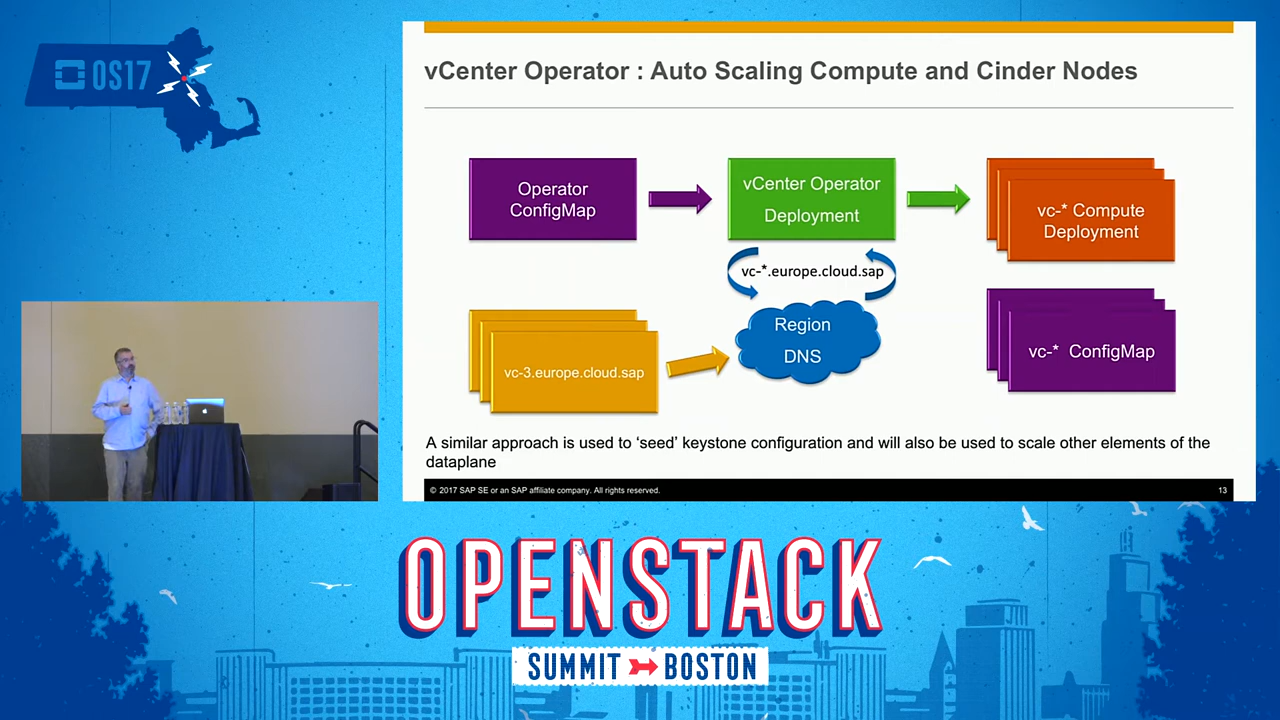 OS17
vCenter Operator : Auto Scaling Compute and Cinder Nodes
Operator
ConfigMap
vCenter Operator
Deployment
vc-* Compute
Deployment
vc-*.europe.cloud.sap
Region
DNS
vc-3.europe.cloud.sap
vc-* ConfigMap
A similar approach is used to ‘seed’ keystone configuration and will also be used to scale other elements of the
dataplane
© 2017 SAP SE or an SAP affiliate company. All rights reserved.
13
OPENSTACK
SUMMIT BOSTON